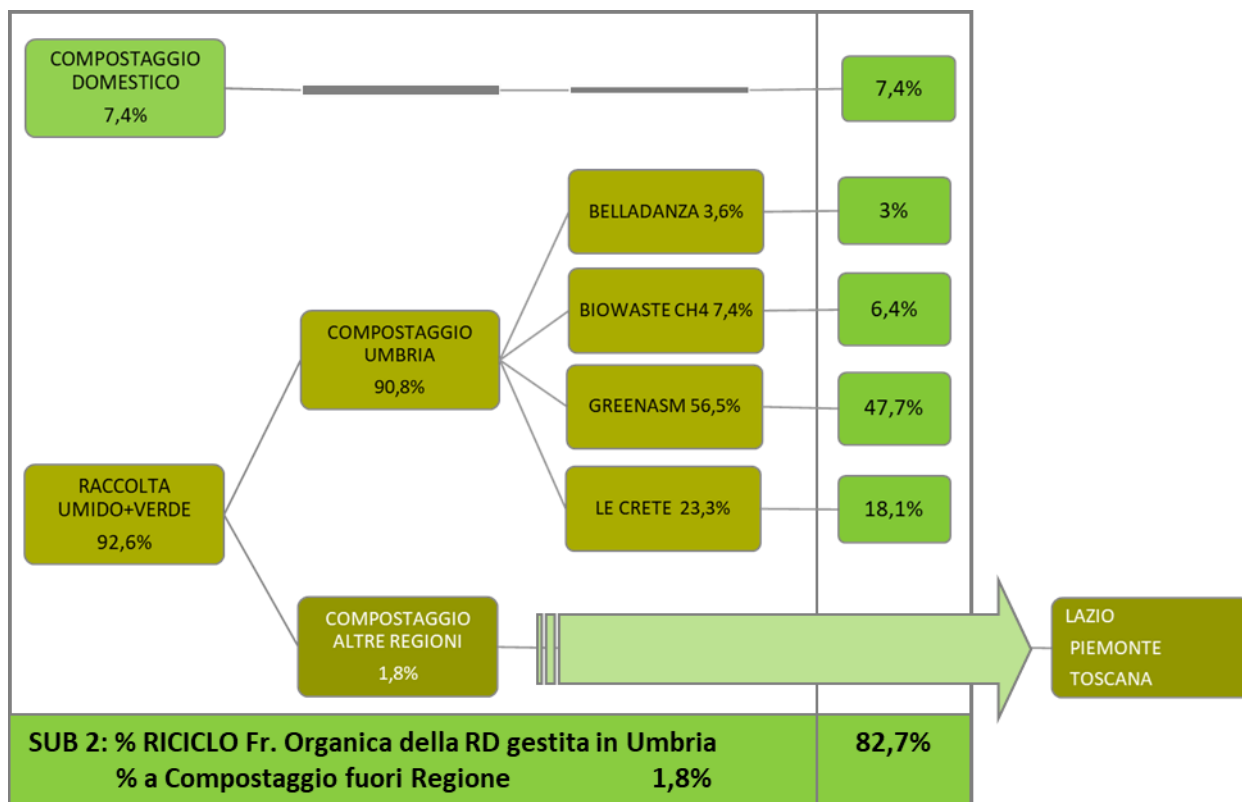 COMPOSTAGGIO
DOMESTICO
7,4%
7,4%
BELLADANZA 3,6%
3%
BIOWASTE CH4 7,4%
6,4%
COMPOSTAGGIO
UMBRIA
90,8%
GREENASM 56,5%
47,7%
RACCOLTA
UMIDO+VERDE
92,6%
LE CRETE 23,3%
18,1%
COMPOSTAGGIO
ALTRE REGIONI
1,8%
LAZIO
PIEMONTE
TOSCANA
SUB 2: % RICICLO Fr. Organica della RD gestita in Umbria 82,7%
% a Compostaggio fuori Regione 1,8%